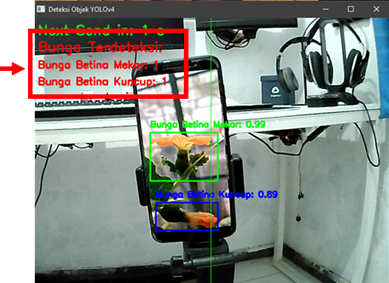 Deteksi Objek YOLOv4
Next Send in: 1 s
Bunga Terdeteksi:
Bunga Betina Mekar: 1
Bunga Betina Kuncup: 1
Bunga Betina Mekar: 0.99
Bunga Betina Kuncup: 0.89